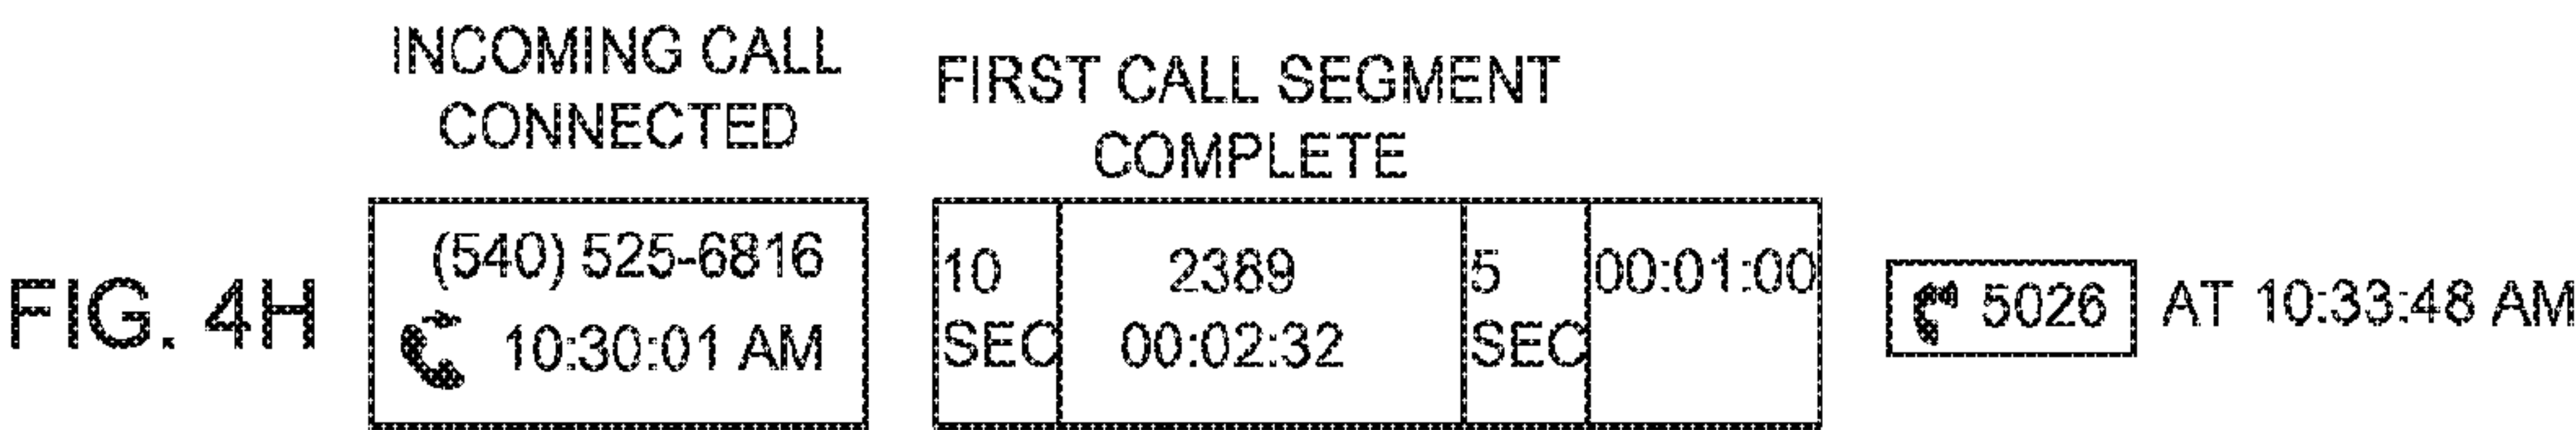 INCOMING CALL
CONNECTED
FIRST CALL SEGMENT
COMPLETE
FIG. 4H
(540) 525-6816
10:30:01 AM
10
SEC
2389
00:02:32
5
SEC
00:01:00
5026
AT 10:33:48 AM